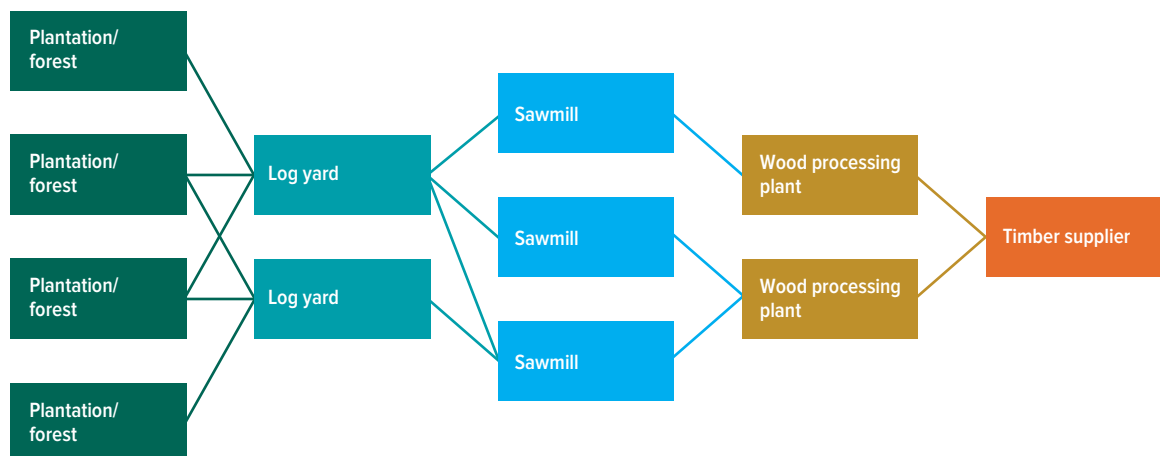 Plantation/
forest
Plantation/
forest
Plantation/
forest
Plantation/
forest
Log yard
Log yard
Sawmill
Sawmill
Sawmill
Wood processing
plant
Wood processing
plant
Timber supplier